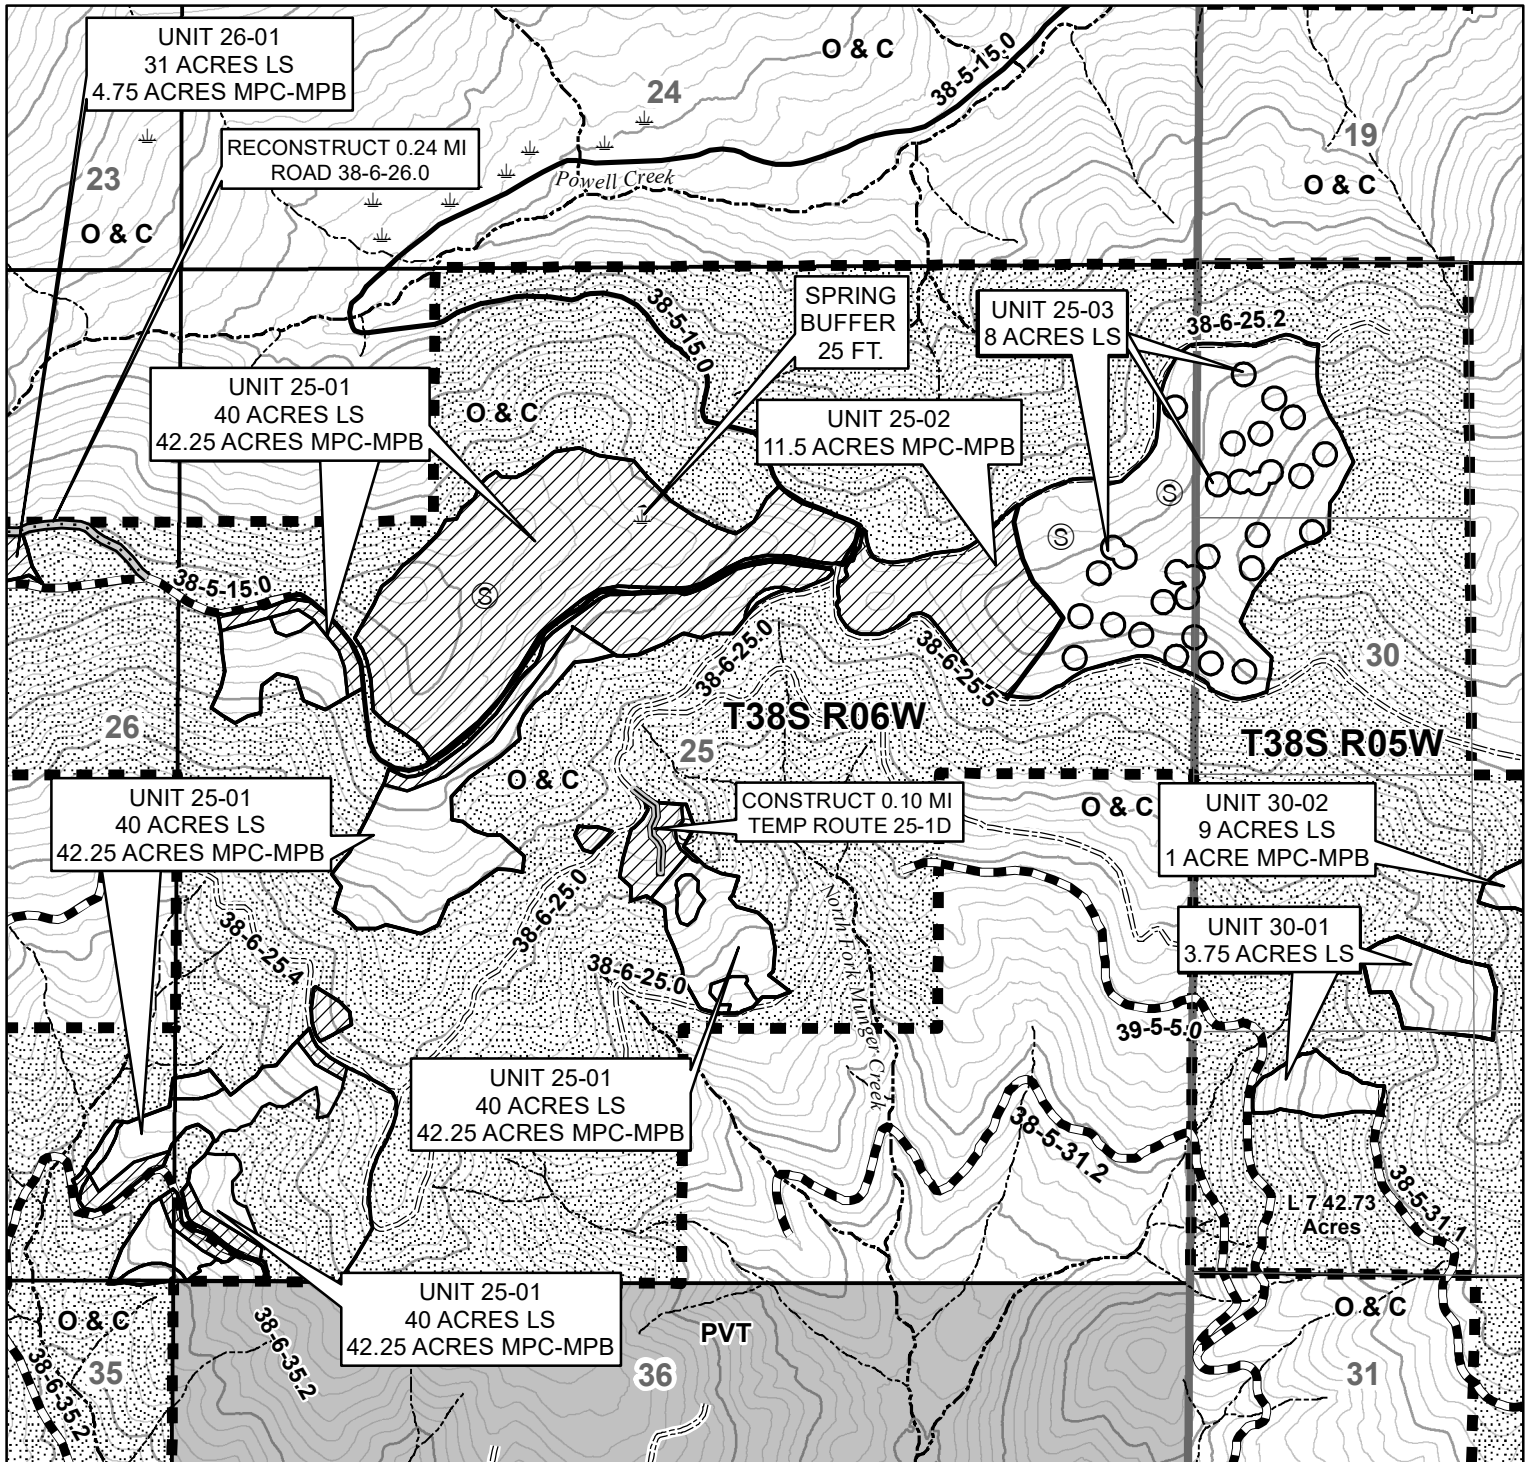 UNIT 26-01
31 ACRES LS
4.75 ACRES MPC-MPB
O & C
24
38-5-15.0
RECONSTRUCT 0.24 MI
ROAD 38-6-26.0
23
O & C
19
O & C
Powell Creek
SPRING
BUFFER
25 FT.
UNIT 25-03
8 ACRES LS
38-6-25.2
38-5-15.0
UNIT 25-01
40 ACRES LS
42.25 ACRES MPC-MPB
O & C
UNIT 25-02
11.5 ACRES MPC-MPB
S
S
S
38-5-15.0
38-6-25.0
38-6-25.5
30
26
T38S R06W
25
T38S R05W
O & C
UNIT 25-01
40 ACRES LS
42.25 ACRES MPC-MPB
CONSTRUCT 0.10 MI
TEMP ROUTE 25-1D
O & C
UNIT 30-02
9 ACRES LS
1 ACRE MPC-MPB
38-6-25.4
38-6-25.0
38-6-25.0
North Fork Munger Creek
UNIT 30-01
3.75 ACRES LS
39-5-5.0
UNIT 25-01
40 ACRES LS
42.25 ACRES MPC-MPB
38-5-31.2
38-5-31.1
L 7 42.73
Acres
UNIT 25-01
40 ACRES LS
42.25 ACRES MPC-MPB
O & C
35
38-6-35.2
38-6-35.2
36
PVT
O & C
31